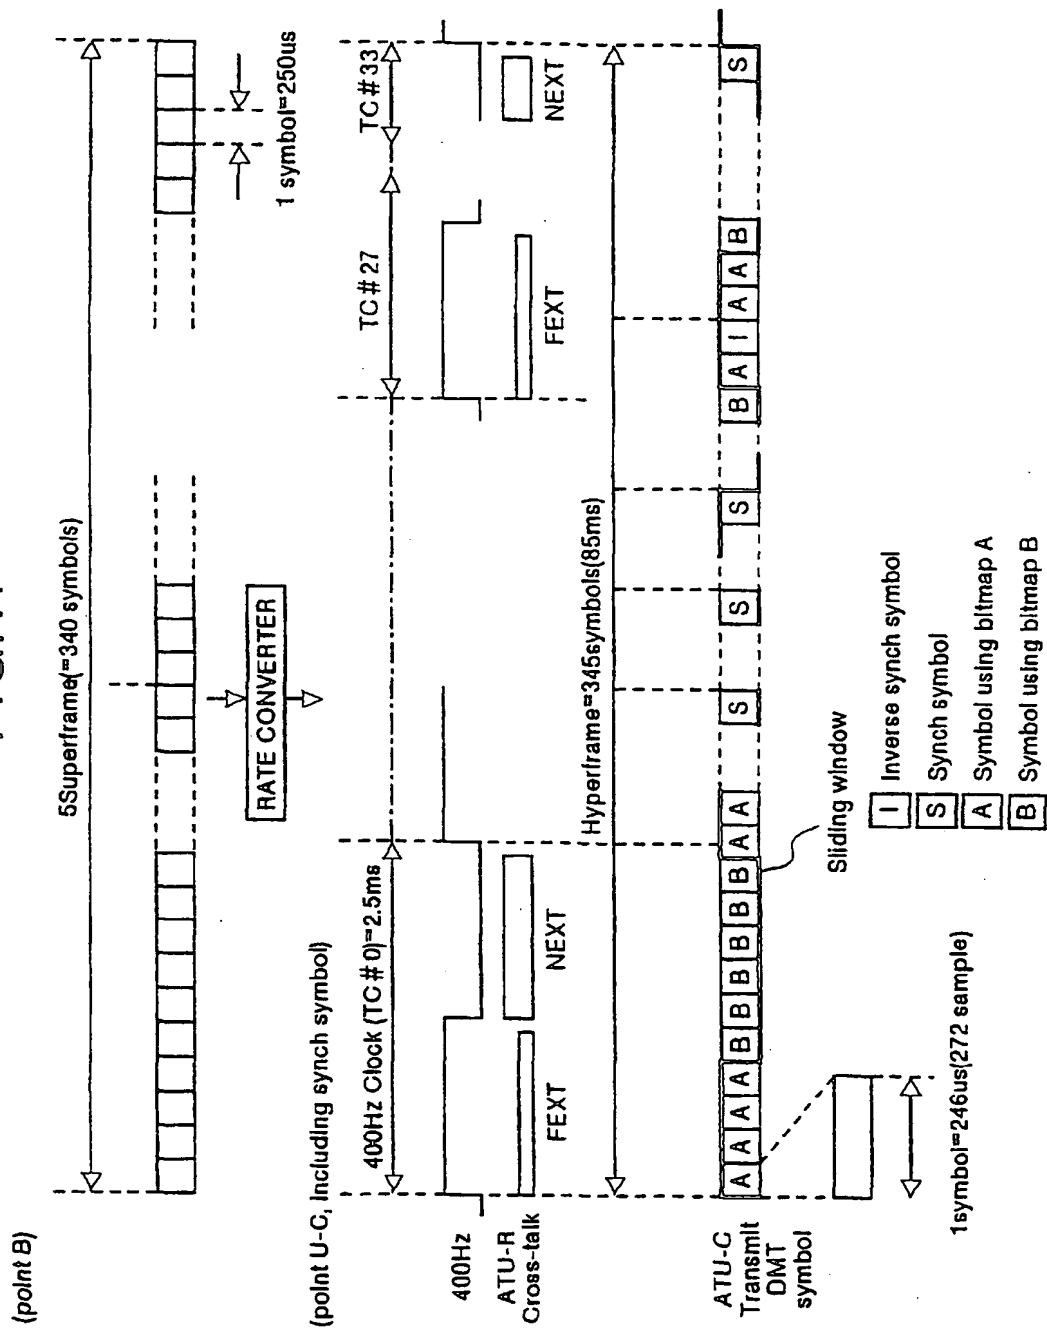 (point B)
5Superframe(=340 symbols)
1 symbol=250us
RATE CONVERTER
(point U-C, Including synch symbol)
400Hz Clock (TC#0)=2.5ms
TC#27
TC#33
400Hz
ATU-R
Cross-talk
FEXT
NEXT
FEXT
NEXT
Hyperframe=345symbols(85ms)
ATU-C
Transmit
DMT
symbol
A A A A B B B B B B A A
S
S
S
B A I A A B
S
Sliding window
1symbol=246us(272 sample)
I Inverse synch symbol
S Synch symbol
A Symbol using bitmap A
B Symbol using bitmap B